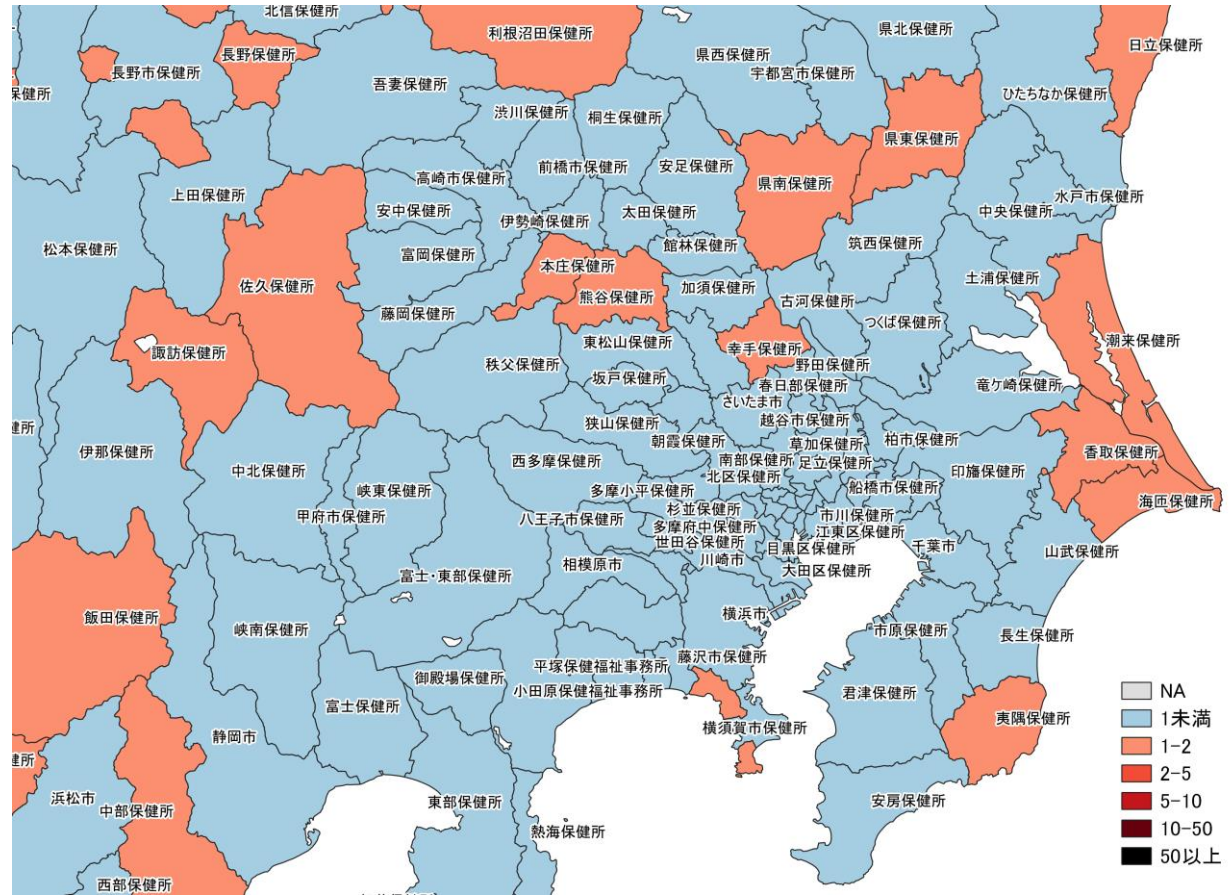 北信保健所
利根沼田保健所
県北保健所
日立保健所
長野保健所
長野市保健所
県西保健所
宇都宮市保健所
吾妻保健所
保健所
ひたちなか保健所
渋川保健所
桐生保健所
県東保健所
前橋市保健所
安足保健所
高崎市保健所
県南保健所
上田保健所
水戸市保健所
安中保健所
伊勢崎保健所
太田保健所
中央保健所
松本保健所
富岡保健所
館林保健所
筑西保健所
本庄保健所
土浦保健所
佐久保健所
熊谷保健所
加須保健所
古河保健所
藤岡保健所
つくば保健所
諏訪保健所
東松山保健所
幸手保健所
潮来保健所
秩父保健所
野田保健所
坂戸保健所
春日部保健所
竜ケ崎保健所
さいたま市
狭山保健所
越谷市保健所
健所
朝霞保健所
草加保健所
柏市保健所
伊那保健所
香取保健所
中北保健所
西多摩保健所
南部保健所
足立保健所
印旛保健所
峡東保健所
北区保健所
多摩小平保健所
船橋市保健所
海匝保健所
甲府市保健所
八王子市保健所
杉並保健所
市川保健所
多摩府中保健所
江東区保健所
世田谷保健所
目黒区保健所
千葉市
山武保健所
川崎市
相模原市
大田区保健所
富士・東部保健所
飯田保健所
横浜市
峡南保健所
市原保健所
長生保健所
藤沢市保健所
平塚保健福祉事務所
御殿場保健所
小田原保健福祉事務所
君津保健所
富士保健所
横須賀市保健所
夷隅保健所
静岡市
健所
浜松市
中部保健所
東部保健所
安房保健所
熱海保健所
西部保健所
NA
1未満
1-2
2-5
5-10
10-50
50以上